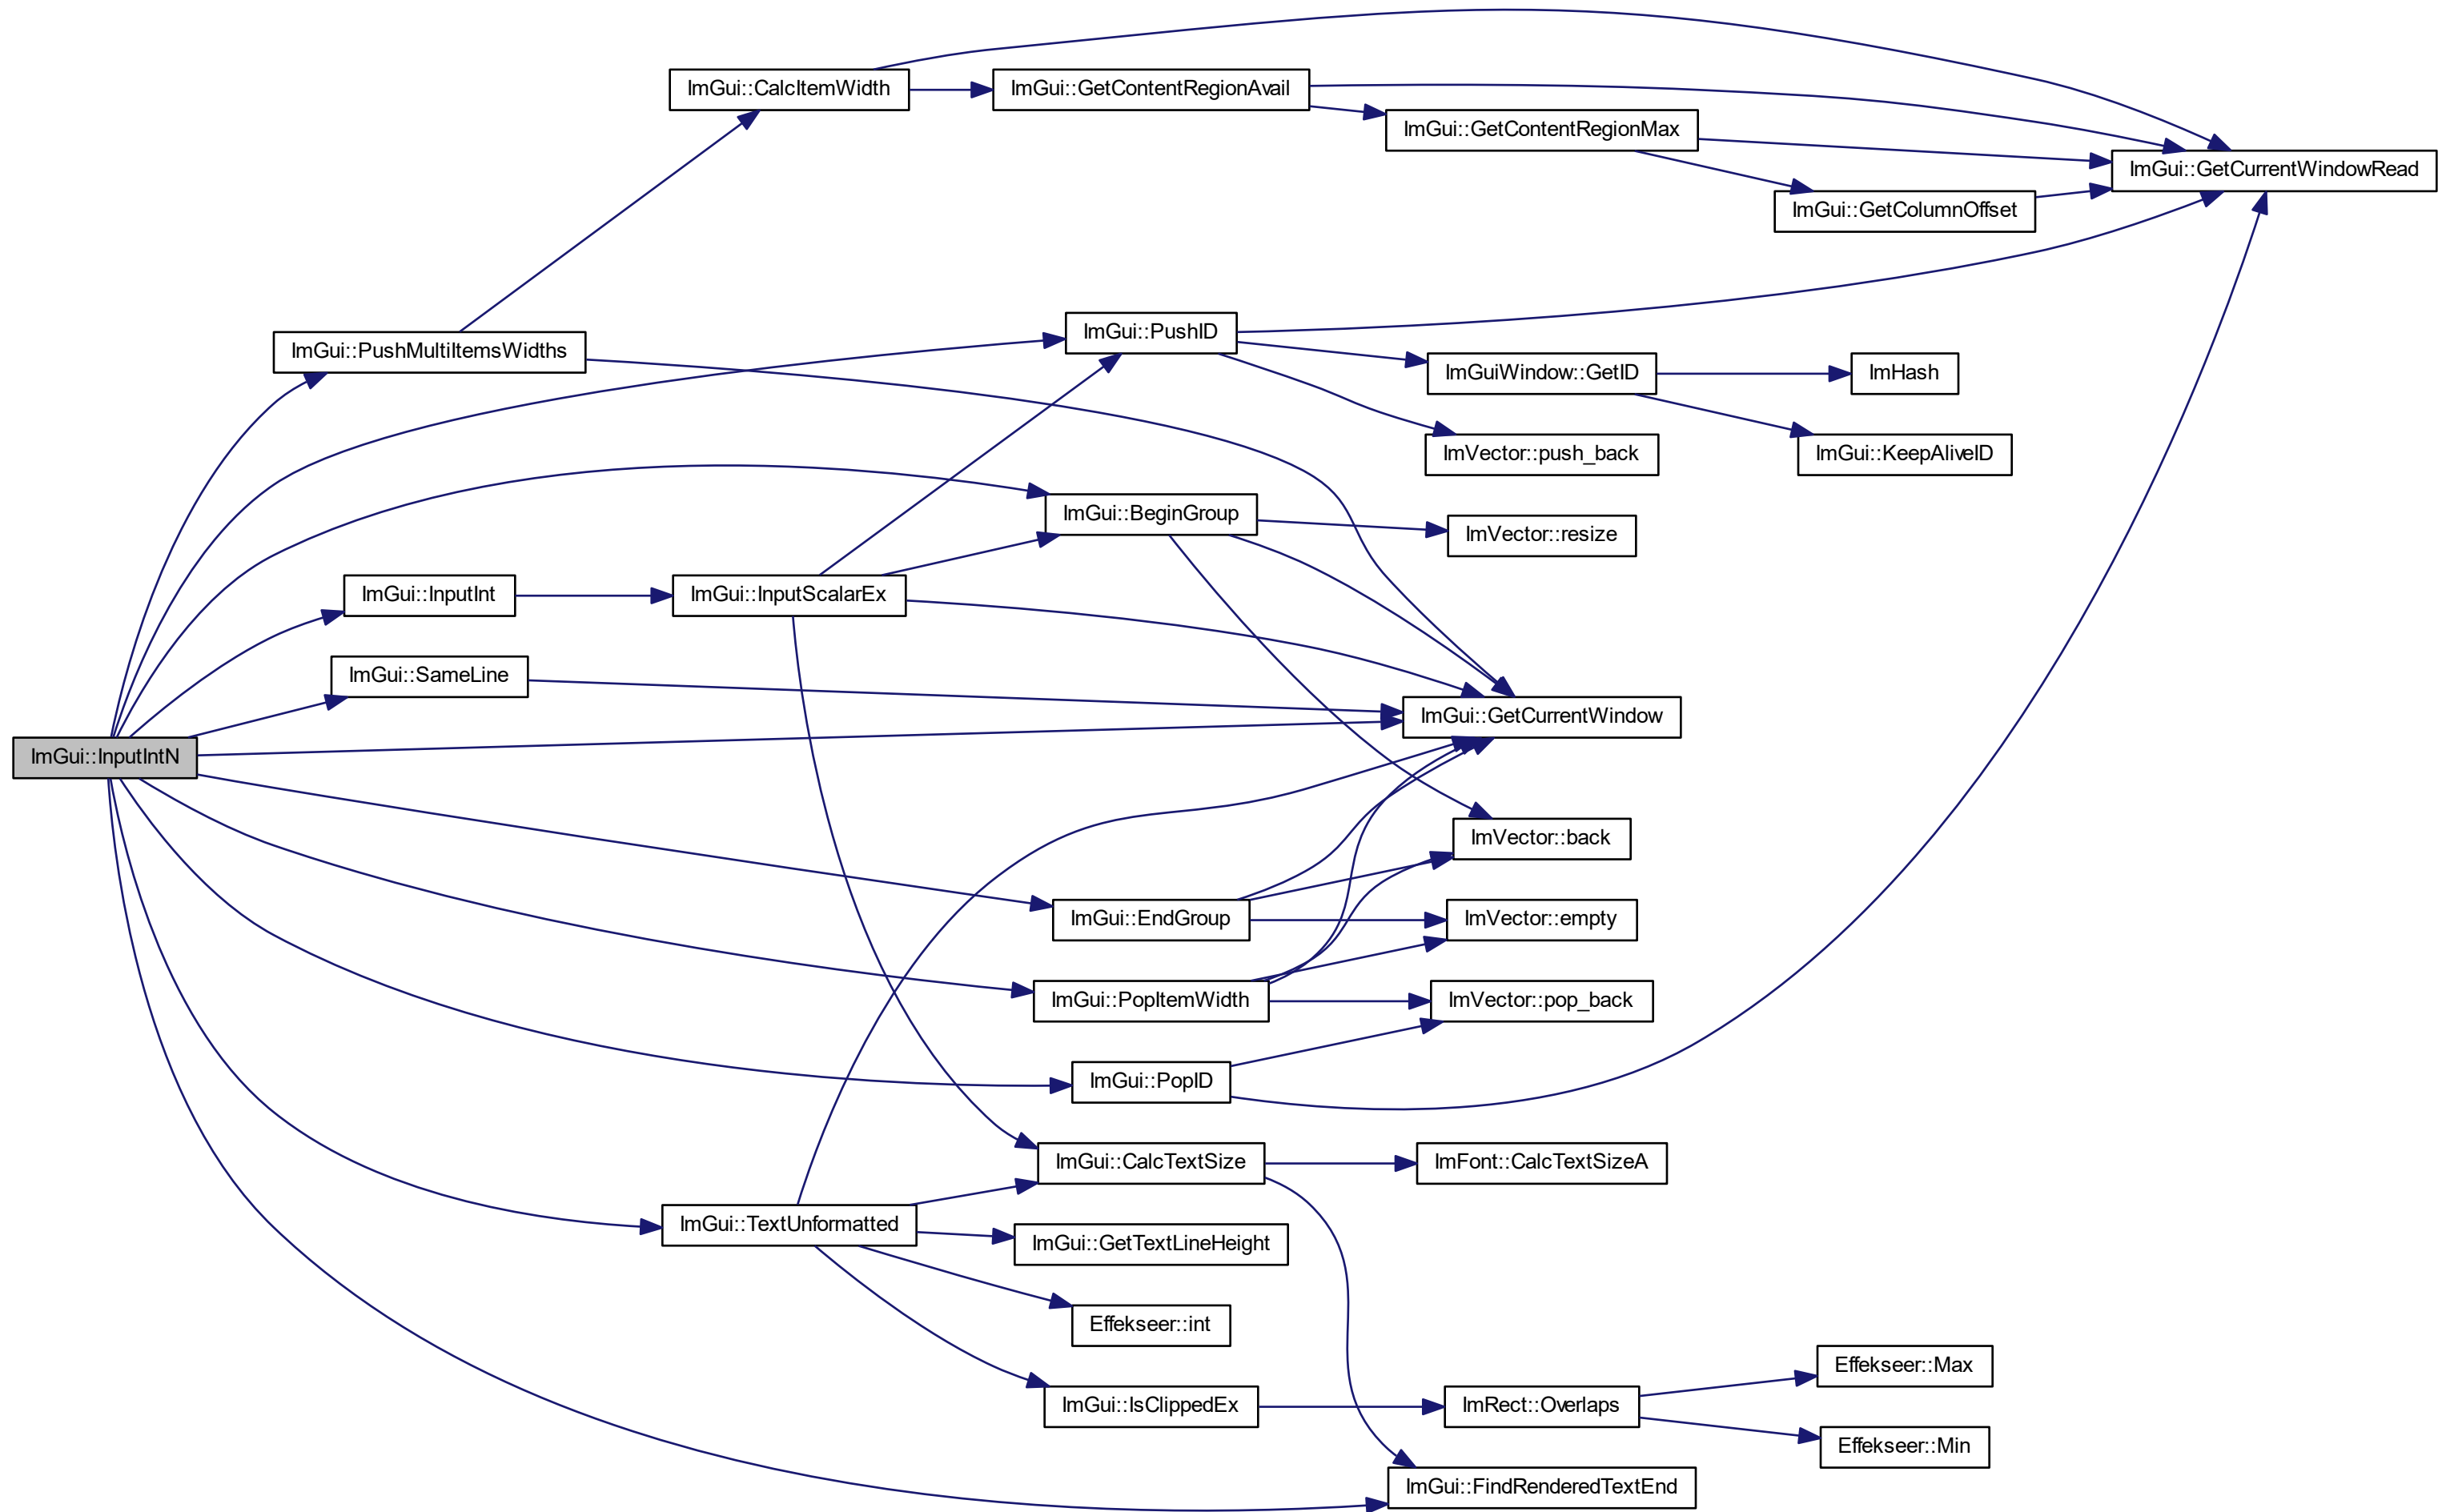 ImGui::CalcItemWidth
ImGui::GetContentRegionAvail
ImGui::GetContentRegionMax
ImGui::GetCurrentWindowRead
ImGui::GetColumnOffset
ImGui::PushMultiItemsWidths
ImGui::PushID
ImGuiWindow::GetID
ImHash
ImVector::push_back
ImGui::KeepAliveID
ImGui::BeginGroup
ImVector::resize
ImGui::InputInt
ImGui::InputScalarEx
ImGui::SameLine
ImGui::GetCurrentWindow
ImGui::InputIntN
ImVector::back
ImGui::EndGroup
ImVector::empty
ImGui::PopItemWidth
ImVector::pop_back
ImGui::PopID
ImGui::CalcTextSize
ImFont::CalcTextSizeA
ImGui::TextUnformatted
ImGui::GetTextLineHeight
Effekseer::int
ImGui::IsClippedEx
ImRect::Overlaps
Effekseer::Max
Effekseer::Min
ImGui::FindRenderedTextEnd